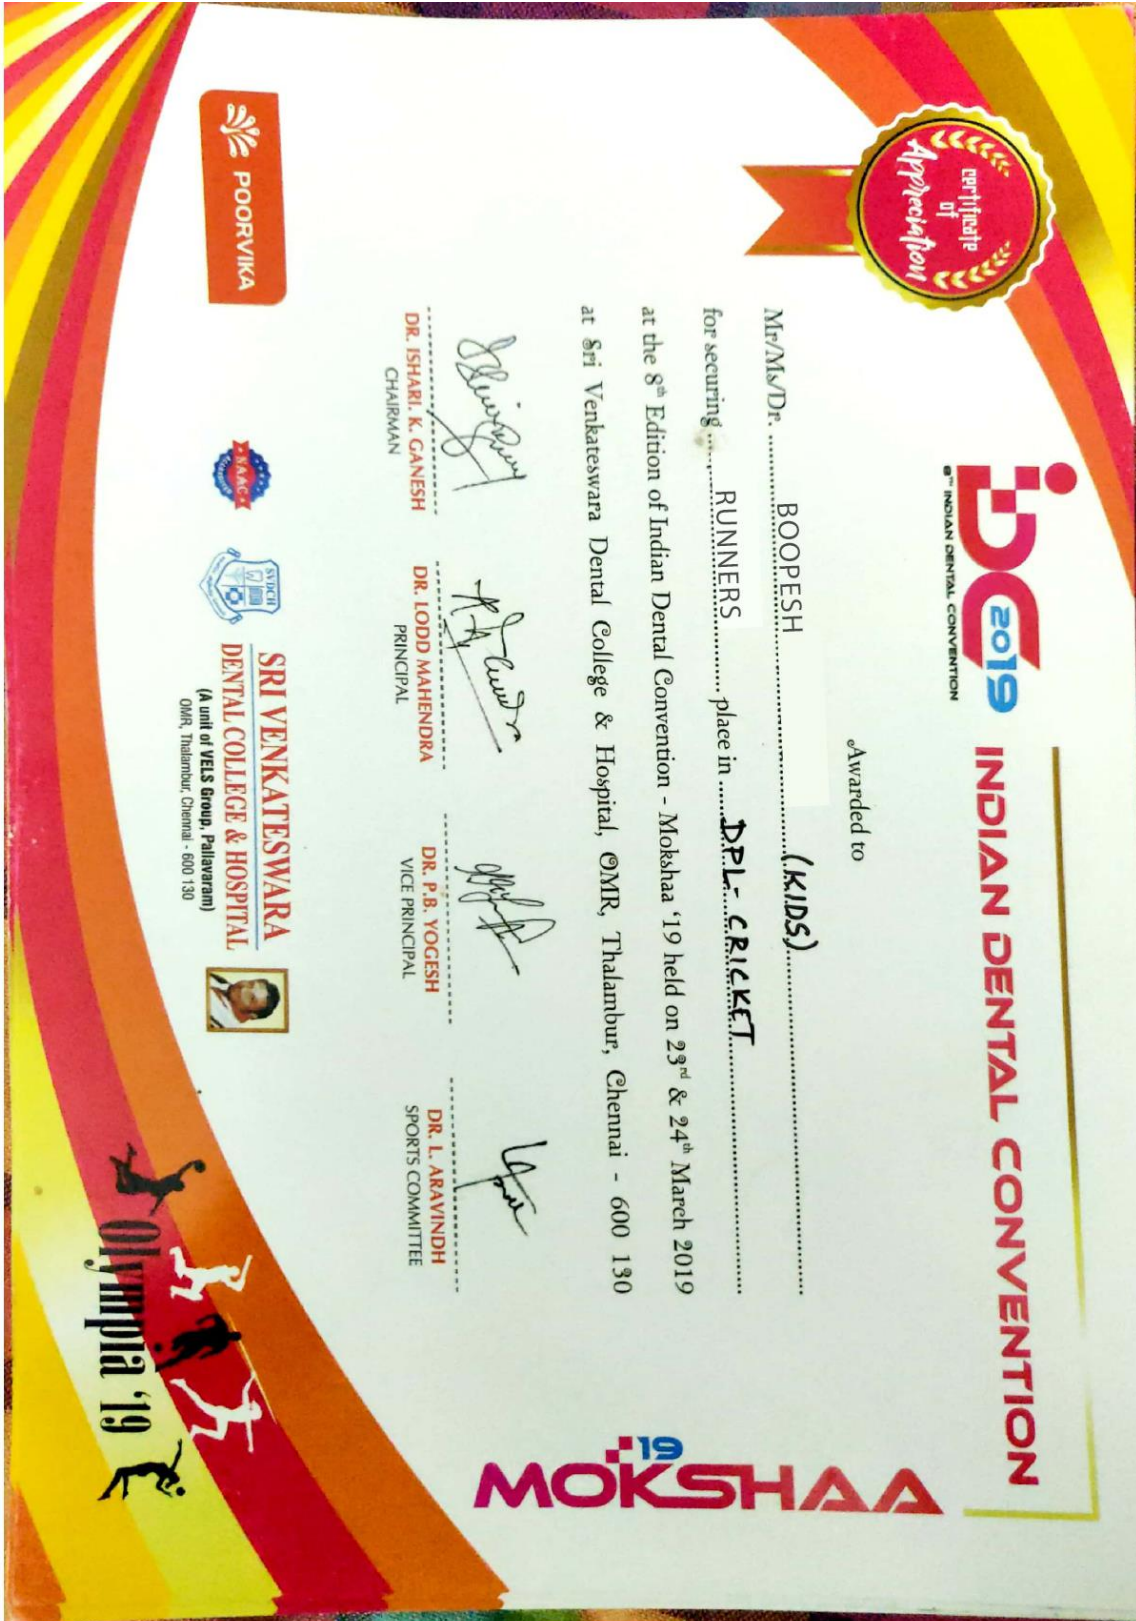 certificate
of
Appreciation
iDC 2019
8TH INDIAN DENTAL CONVENTION
INDIAN DENTAL CONVENTION
19
MOKSHAA
Awarded to
Mr/Ms/Dr. BOOPESH (KIDS)
for securing RUNNERS place in DPL- CRICKET
at the 8th Edition of Indian Dental Convention - Mokshaa '19 held on 23rd & 24th March 2019
at Sri Venkateswara Dental College & Hospital, OMR, Thalambur, Chennai - 600 130
DR. ISHARI. K. GANESH
CHAIRMAN
DR. LODD MAHENDRA
PRINCIPAL
DR. P.B. YOGESH
VICE PRINCIPAL
DR. L. ARAVINDH
SPORTS COMMITTEE
POORVIKA
NAAC
SVDCH
SRI VENKATESWARA
DENTAL COLLEGE & HOSPITAL
(A unit of VELS Group, Pallavaram)
OMR, Thalambur, Chennai - 600 130
Olympia '19